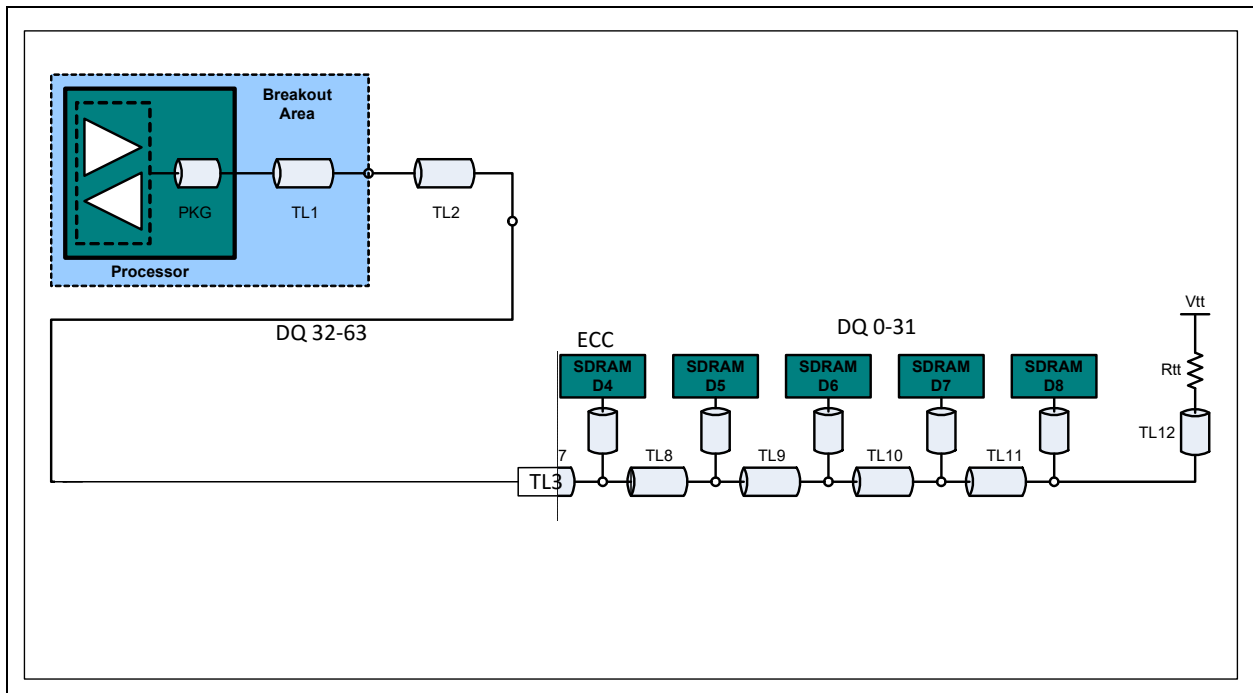 Breakout
Area
PKG
TL1
TL2
Processor
DQ 32-63
DQ 0-31
ECC
SDRAM
D4
SDRAM
D5
SDRAM
D6
SDRAM
D7
SDRAM
D8
Vtt
Rtt
TL12
7
TL3
TL8
TL9
TL10
TL11